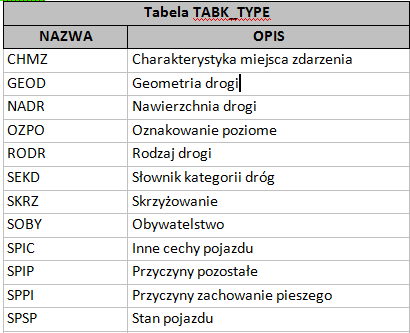 Tabela TABK_TYPE
NAZWA OPIS
CHMZ Charakterystyka miejsca zdarzenia
GEOD Geometria drogi
NADR Nawierzchnia drogi
OZPO Oznakowanie poziome
RODR Rodzaj drogi
SEKD Słownik kategorii dróg
SKRZ Skrzyżowanie
SOBY Obywatelstwo
SPIC Inne cechy pojazdu
SPIP Przyczyny pozostałe
SPPI Przyczyny zachowanie pieszego
SPSP Stan pojazdu